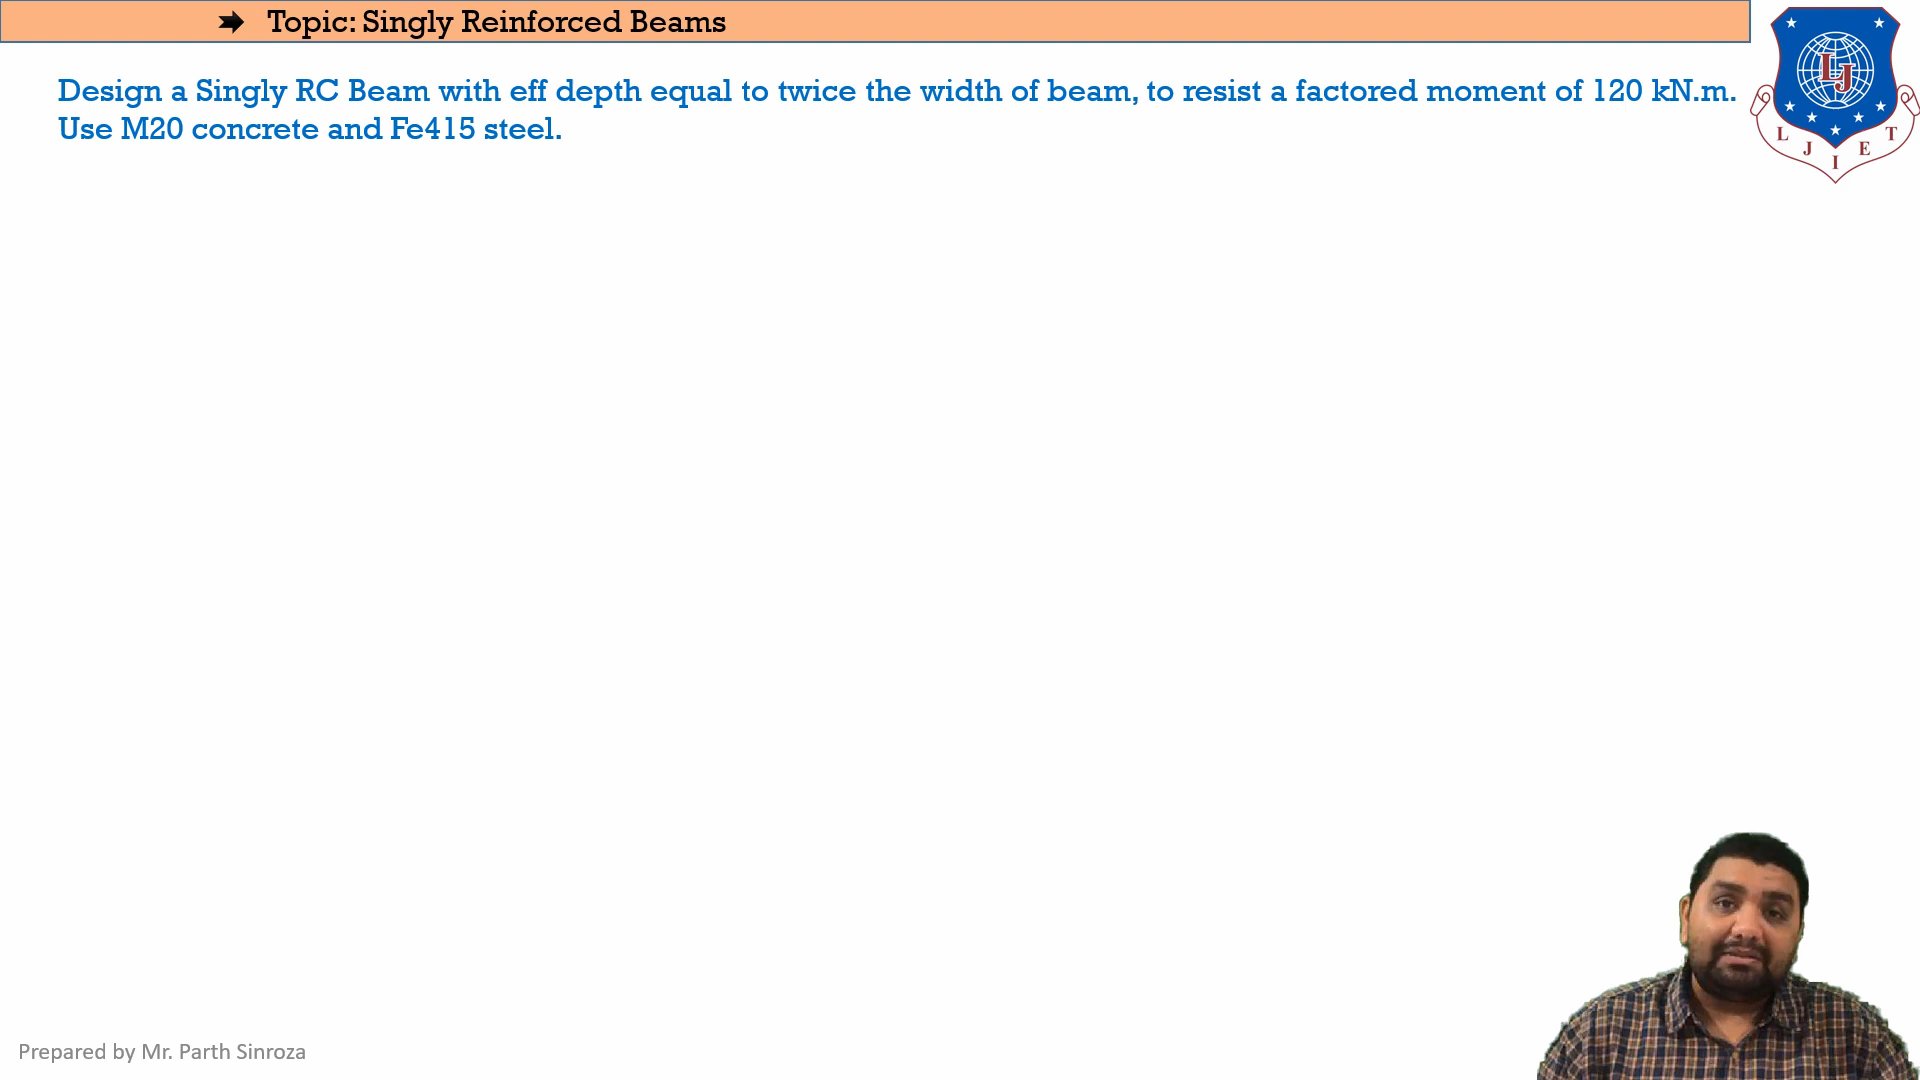 Topic: Singly Reinforced Beams
Design a Singly RC Beam with eff depth equal to twice the width of beam, to resist a factored moment of 120 kN.m.
Use M20 concrete and Fe415 steel.
LJ
L J I E T
Prepared by Mr. Parth Sinroza